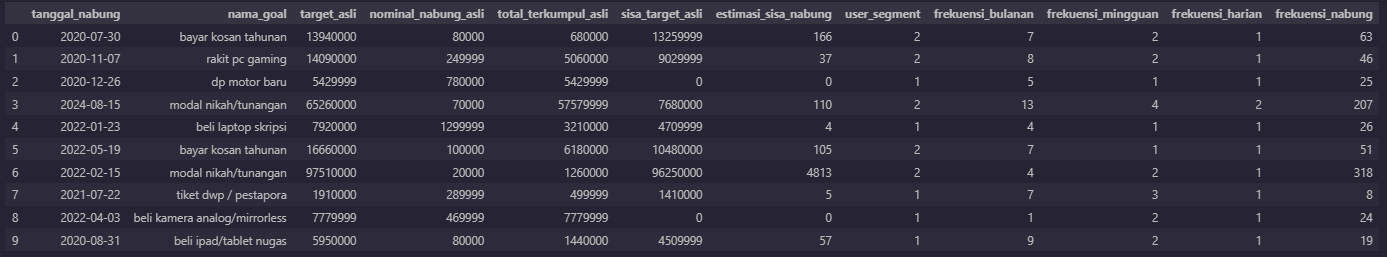 tanggal_nabung nama_goal target_asli nominal_nabung_asli total_terkumpul_asli sisa_target_asli estimasi_sisa_nabung user_segment frekuensi_bulanan frekuensi_mingguan frekuensi_harian frekuensi_nabung
0 2020-07-30 bayar kosan tahunan 13940000 80000 680000 13259999 166 2 7 2 1 63
1 2020-11-07 rakit pc gaming 14090000 249999 5060000 9029999 37 2 8 2 1 46
2 2020-12-26 dp motor baru 5429999 780000 5429999 0 0 1 5 1 1 25
3 2024-08-15 modal nikah/tunangan 65260000 70000 57579999 7680000 110 2 13 4 2 207
4 2022-01-23 beli laptop skripsi 7920000 1299999 3210000 4709999 4 1 4 1 1 26
5 2022-05-19 bayar kosan tahunan 16660000 100000 6180000 10480000 105 2 7 1 1 51
6 2022-02-15 modal nikah/tunangan 97510000 20000 1260000 96250000 4813 2 4 2 1 318
7 2021-07-22 tiket dwp / pestapora 1910000 289999 499999 1410000 5 1 7 3 1 8
8 2022-04-03 beli kamera analog/mirrorless 7779999 469999 7779999 0 0 1 1 2 1 24
9 2020-08-31 beli ipad/tablet nugas 5950000 80000 1440000 4509999 57 1 9 2 1 19